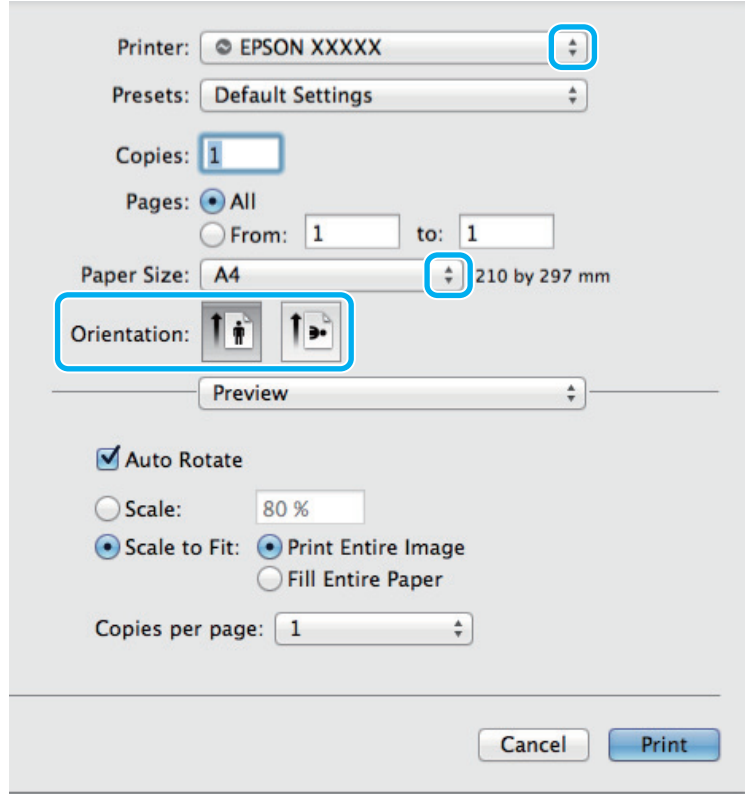 Printer: EPSON XXXXX
Presets: Default Settings
Copies: 1
Pages: All
From: 1 to: 1
Paper Size: A4 210 by 297 mm
Orientation:
Preview
Auto Rotate
Scale: 80 %
Scale to Fit: Print Entire Image
Fill Entire Paper
Copies per page: 1
Cancel Print